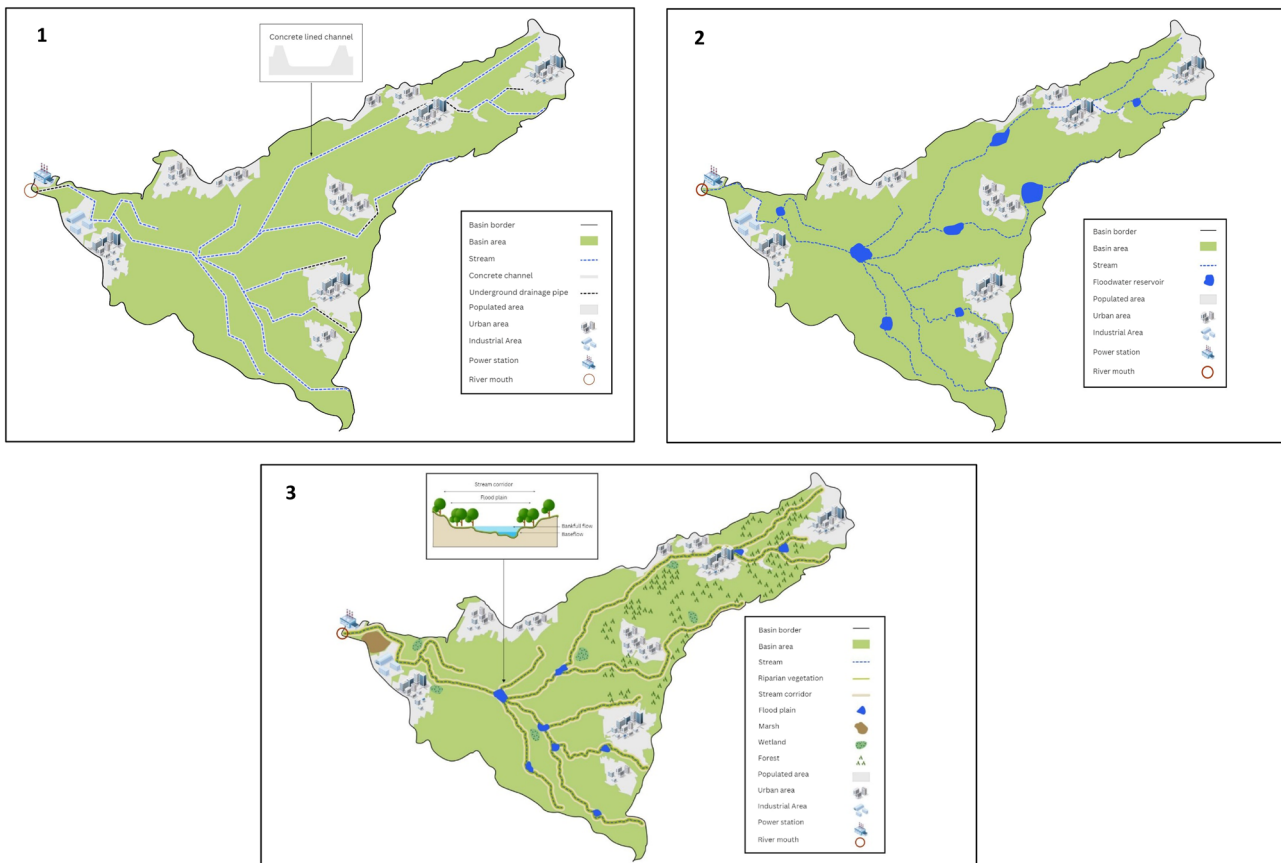 1
Concrete lined channel
Basin border
Basin area
Stream
Concrete channel
Underground drainage pipe
Populated area
Urban area
Industrial Area
Power station
River mouth
2
Basin border
Basin area
Stream
Floodwater reservoir
Populated area
Urban area
Industrial Area
Power station
River mouth
3
Stream corridor
Flood plain
Bankfull flow
Baseflow
Basin border
Basin area
Stream
Riparian vegetation
Stream corridor
Flood plain
Marsh
Wetland
Forest
Populated area
Urban area
Industrial Area
Power station
River mouth